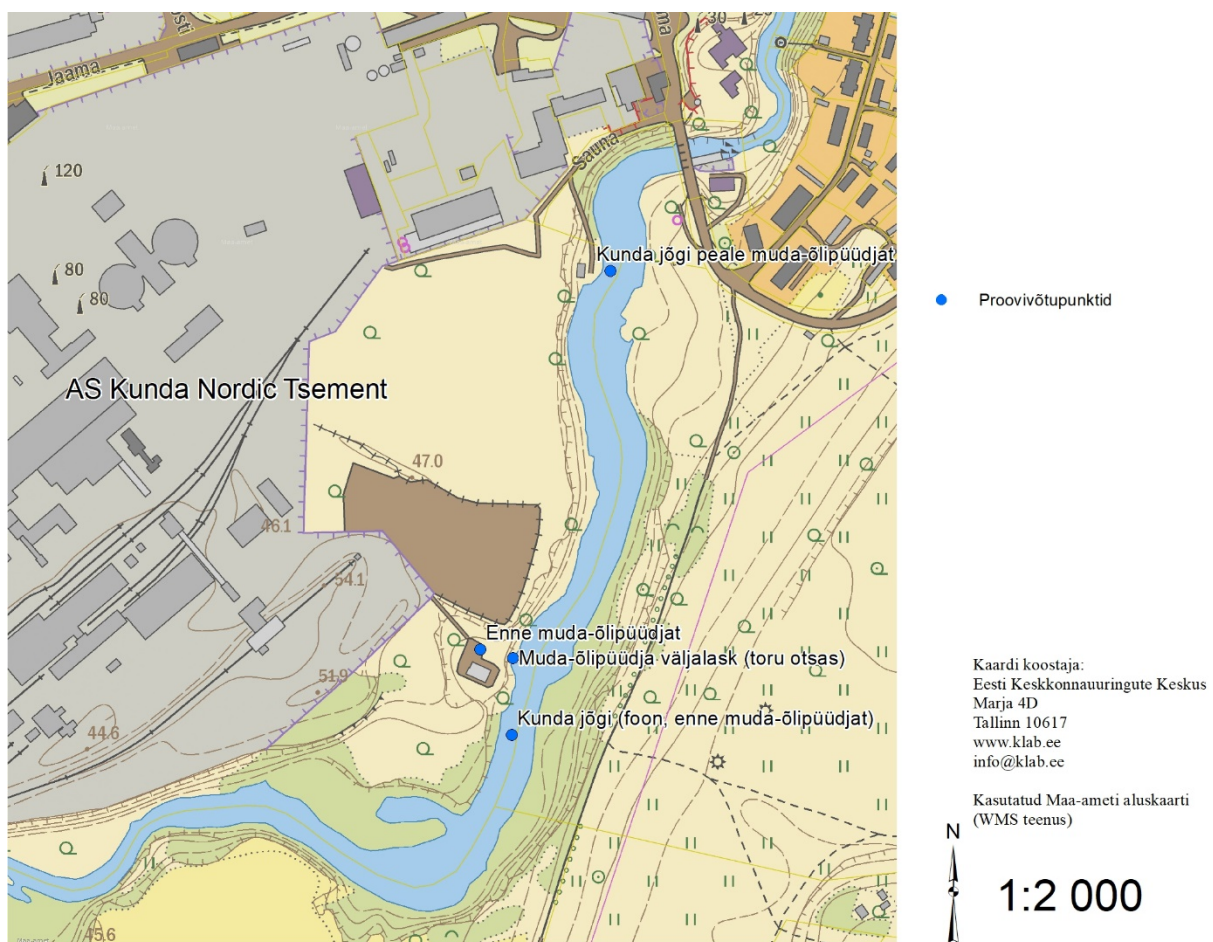 Jaama
30
120
Sauna
Kunda jõgi peale muda-õlipüüdjat
80
80
Proovivõtupunktid
AS Kunda Nordic Tsement
47.0
46.1
54.1
Enne muda-õlipüüdjat
Muda-õlipüüdja väljalask (toru otsas)
51.9
Kunda jõgi (foon, enne muda-õlipüüdjat)
44.6
45.6
Kaardi koostaja:
Eesti Keskkonnauuringute Keskus
Marja 4D
Tallinn 10617
www.klab.ee
info@klab.ee
Kasutatud Maa-ameti aluskaarti
(WMS teenus)
N
1:2 000